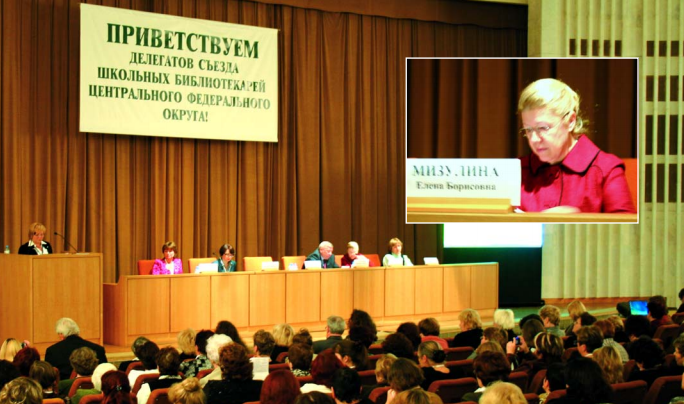 ПРИВЕТСТВУЕМ
ДЕЛЕГАТОВ СЪЕЗДА
ШКОЛЬНЫХ БИБЛИОТЕКАРЕЙ
ЦЕНТРАЛЬНОГО ФЕДЕРАЛЬНОГО
ОКРУГА!
МИЗУЛИНА
Елена Борисовна